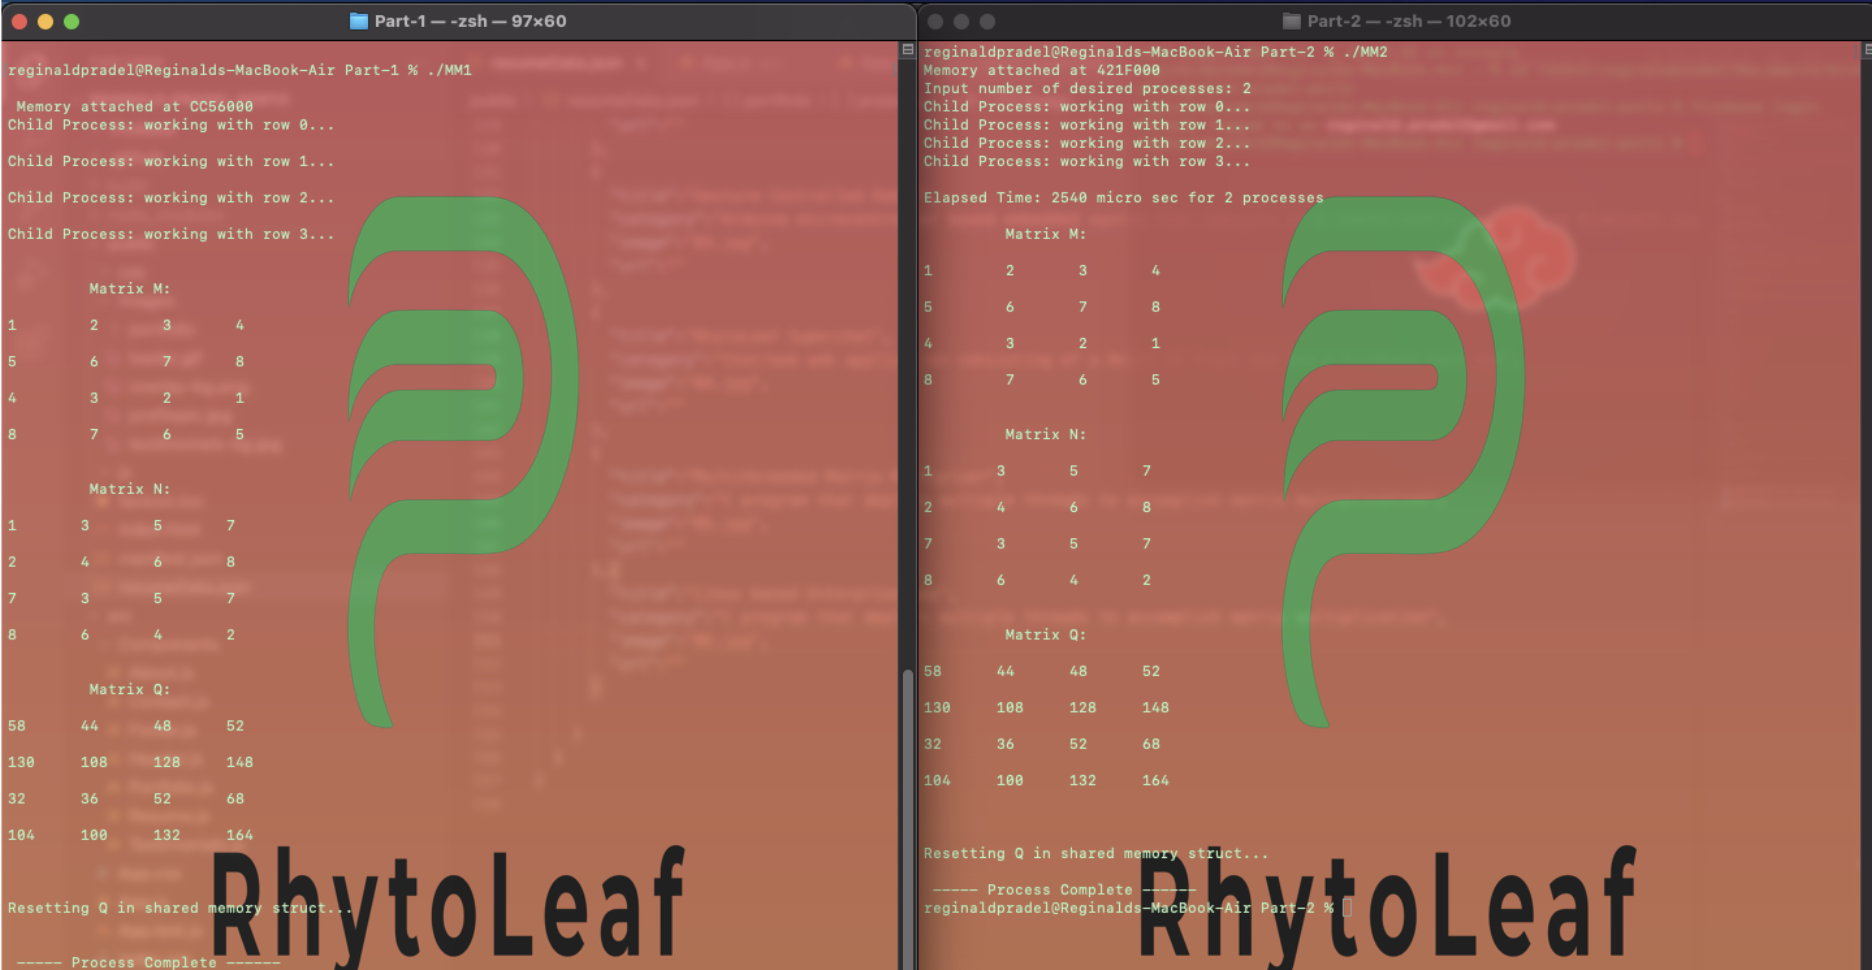 Part-1 — -zsh — 97×60
reginaldpradel@Reginalds-MacBook-Air Part-1 % ./MM1
Memory attached at CC56000
Child Process: working with row 0...
Child Process: working with row 1...
Child Process: working with row 2...
Child Process: working with row 3...
Matrix M:
1 2 3 4
5 6 7 8
4 3 2 1
8 7 6 5
Matrix N:
1 3 5 7
2 4 6 8
7 3 5 7
8 6 4 2
Matrix Q:
58 44 48 52
130 108 128 148
32 36 52 68
104 100 132 164
Resetting Q in shared memory struct...
----- Process Complete ------
RhytoLeaf
Part-2 — -zsh — 102×60
reginaldpradel@Reginalds-MacBook-Air Part-2 % ./MM2
Memory attached at 421F000
Input number of desired processes: 2
Child Process: working with row 0...
Child Process: working with row 1...
Child Process: working with row 2...
Child Process: working with row 3...
Elapsed Time: 2540 micro sec for 2 processes
Matrix M:
1 2 3 4
5 6 7 8
4 3 2 1
8 7 6 5
Matrix N:
1 3 5 7
2 4 6 8
7 3 5 7
8 6 4 2
Matrix Q:
58 44 48 52
130 108 128 148
32 36 52 68
104 100 132 164
Resetting Q in shared memory struct...
----- Process Complete ------
reginaldpradel@Reginalds-MacBook-Air Part-2 %
RhytoLeaf